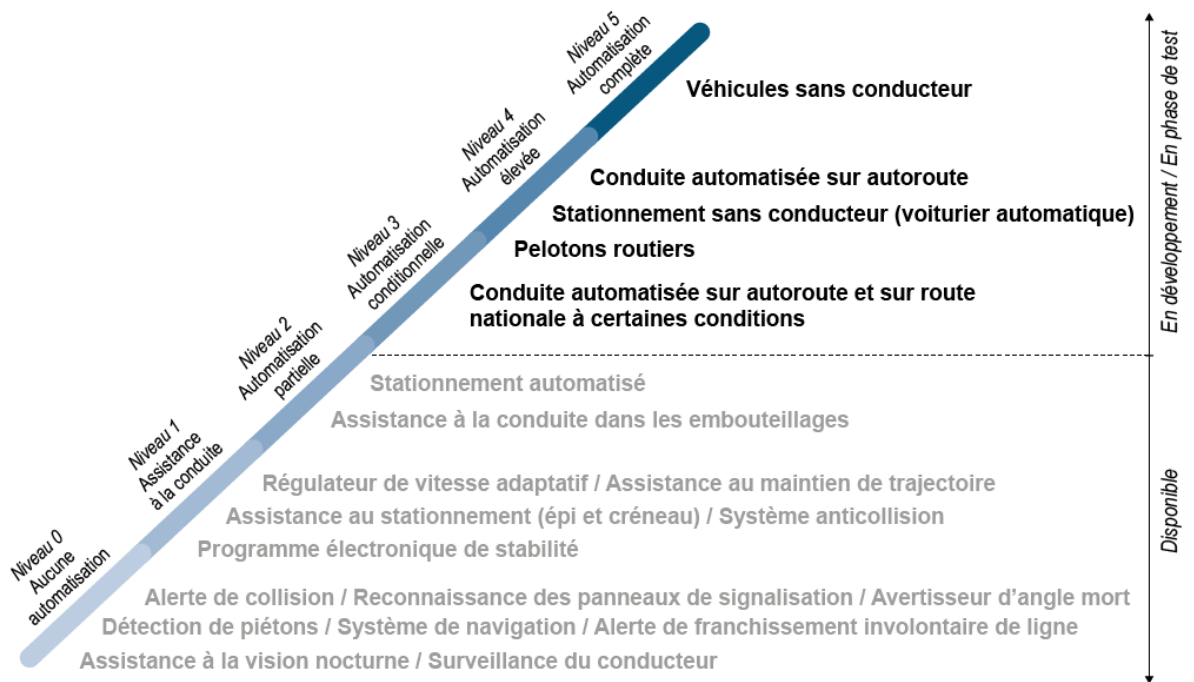 Niveau 5
Automatisation
complète
Véhicules sans conducteur
Niveau 4
Automatisation
élevée
Conduite automatisée sur autoroute
Stationnement sans conducteur (voiturier automatique)
Pelotons routiers
Niveau 3
Automatisation
conditionnelle
Conduite automatisée sur autoroute et sur route
nationale à certaines conditions
En développement / En phase de test
Niveau 2
Automatisation
partielle
Stationnement automatisé
Assistance à la conduite dans les embouteillages
Niveau 1
Assistance
à la conduite
Régulateur de vitesse adaptatif / Assistance au maintien de trajectoire
Assistance au stationnement (épi et créneau) / Système anticollision
Programme électronique de stabilité
Niveau 0
Aucune
automatisation
Alerte de collision / Reconnaissance des panneaux de signalisation / Avertisseur d’angle mort
Détection de piétons / Système de navigation / Alerte de franchissement involontaire de ligne
Assistance à la vision nocturne / Surveillance du conducteur
Disponible